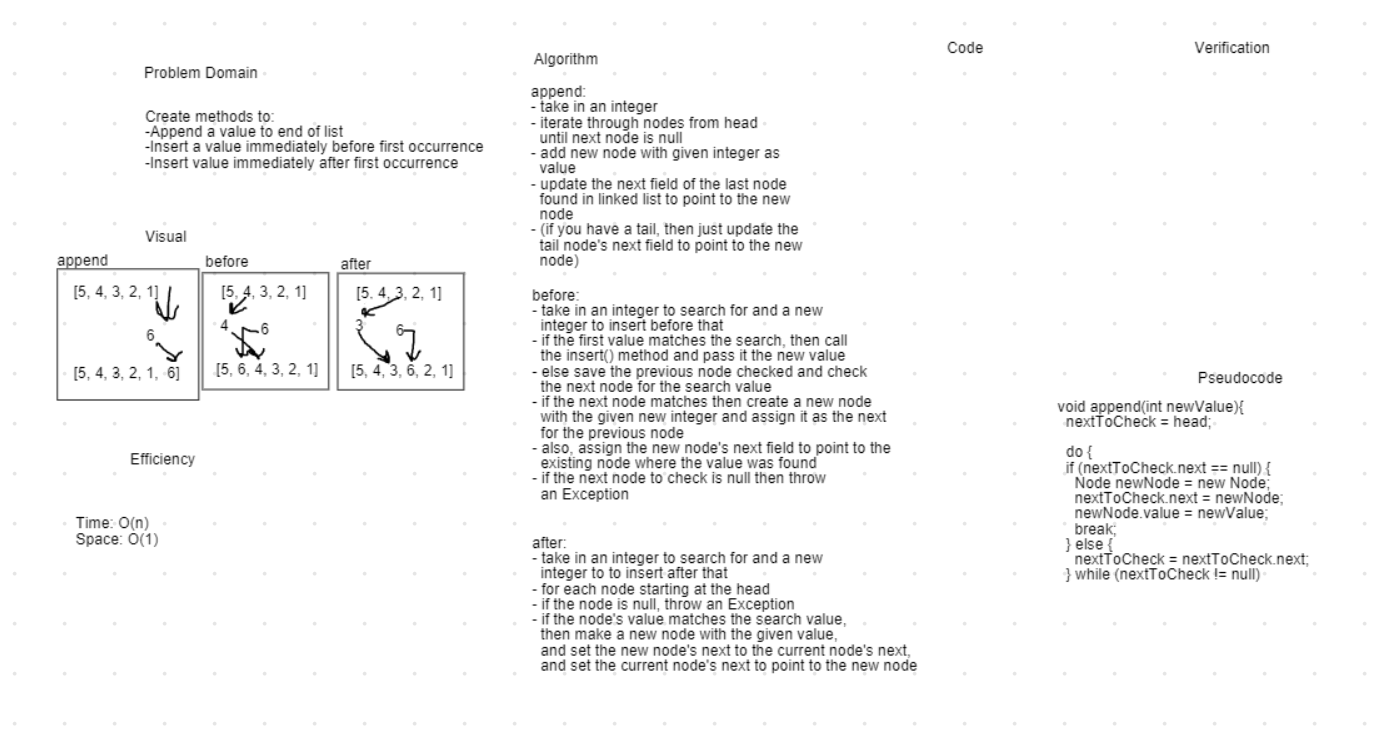 Problem Domain
Create methods to:
-Append a value to end of list
-Insert a value immediately before first occurrence
-Insert value immediately after first occurrence
Visual
append
[5, 4, 3, 2, 1]
6
[5, 4, 3, 2, 1, 6]
before
[5, 4, 3, 2, 1]
4
6
[5, 6, 4, 3, 2, 1]
after
[5. 4, 3, 2, 1]
3
6
[5, 4, 3, 6, 2, 1]
Efficiency
Time: O(n)
Space: O(1)
Algorithm
append:
- take in an integer
- iterate through nodes from head
until next node is null
- add new node with given integer as
value
- update the next field of the last node
found in linked list to point to the new
node
- (if you have a tail, then just update the
tail node's next field to point to the new
node)
before:
- take in an integer to search for and a new
integer to insert before that
- if the first value matches the search, then call
the insert() method and pass it the new value
- else save the previous node checked and check
the next node for the search value
- if the next node matches then create a new node
with the given new integer and assign it as the next
for the previous node
- also, assign the new node's next field to point to the
existing node where the value was found
- if the next node to check is null then throw
an Exception
after:
- take in an integer to search for and a new
integer to to insert after that
- for each node starting at the head
- if the node is null, throw an Exception
- if the node's value matches the search value,
then make a new node with the given value,
and set the new node's next to the current node's next,
and set the current node's next to point to the new node
Code
Verification
Pseudocode
void append(int newValue){
nextToCheck = head;
do {
if (nextToCheck.next == null) {
Node newNode = new Node;
nextToCheck.next = newNode;
newNode.value = newValue;
break;
} else {
nextToCheck = nextToCheck.next;
} while (nextToCheck != null)